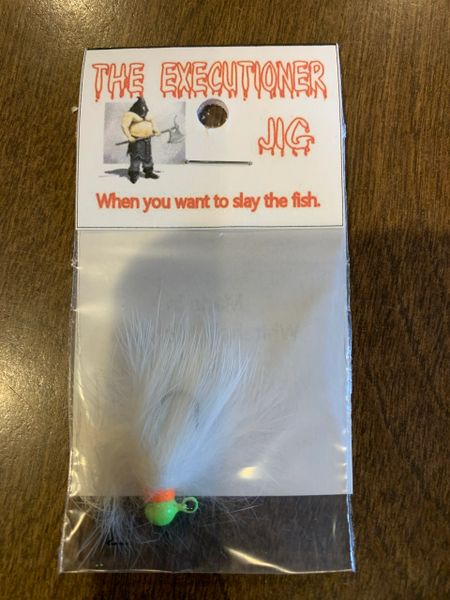 THE EXECUTIONER
JIG
When you want to slay the fish.